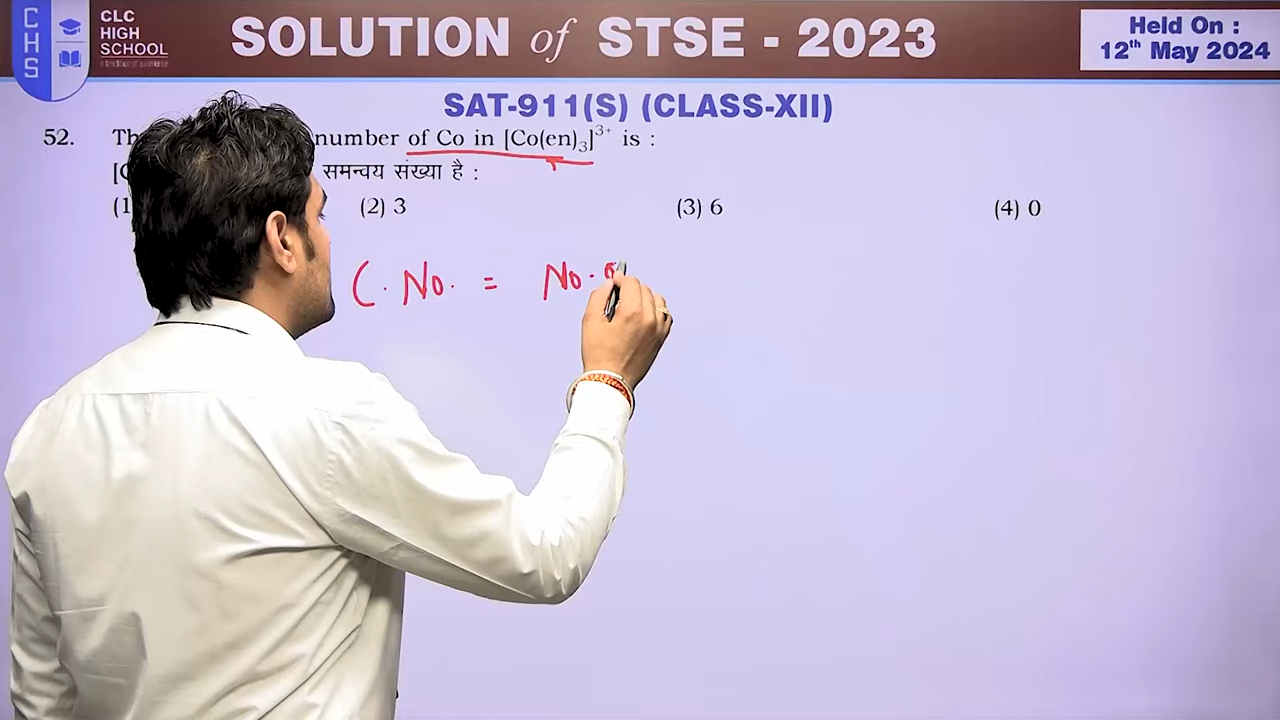 CHS
CLC
HIGH
SCHOOL
SOLUTION of STSE - 2023
Held On :
12th May 2024
SAT-911(S) (CLASS-XII)
52. number of Co in [Co(en)3]3+ is :
समन्वय संख्या है :
(2) 3 (3) 6 (4) 0
C. No. = No.